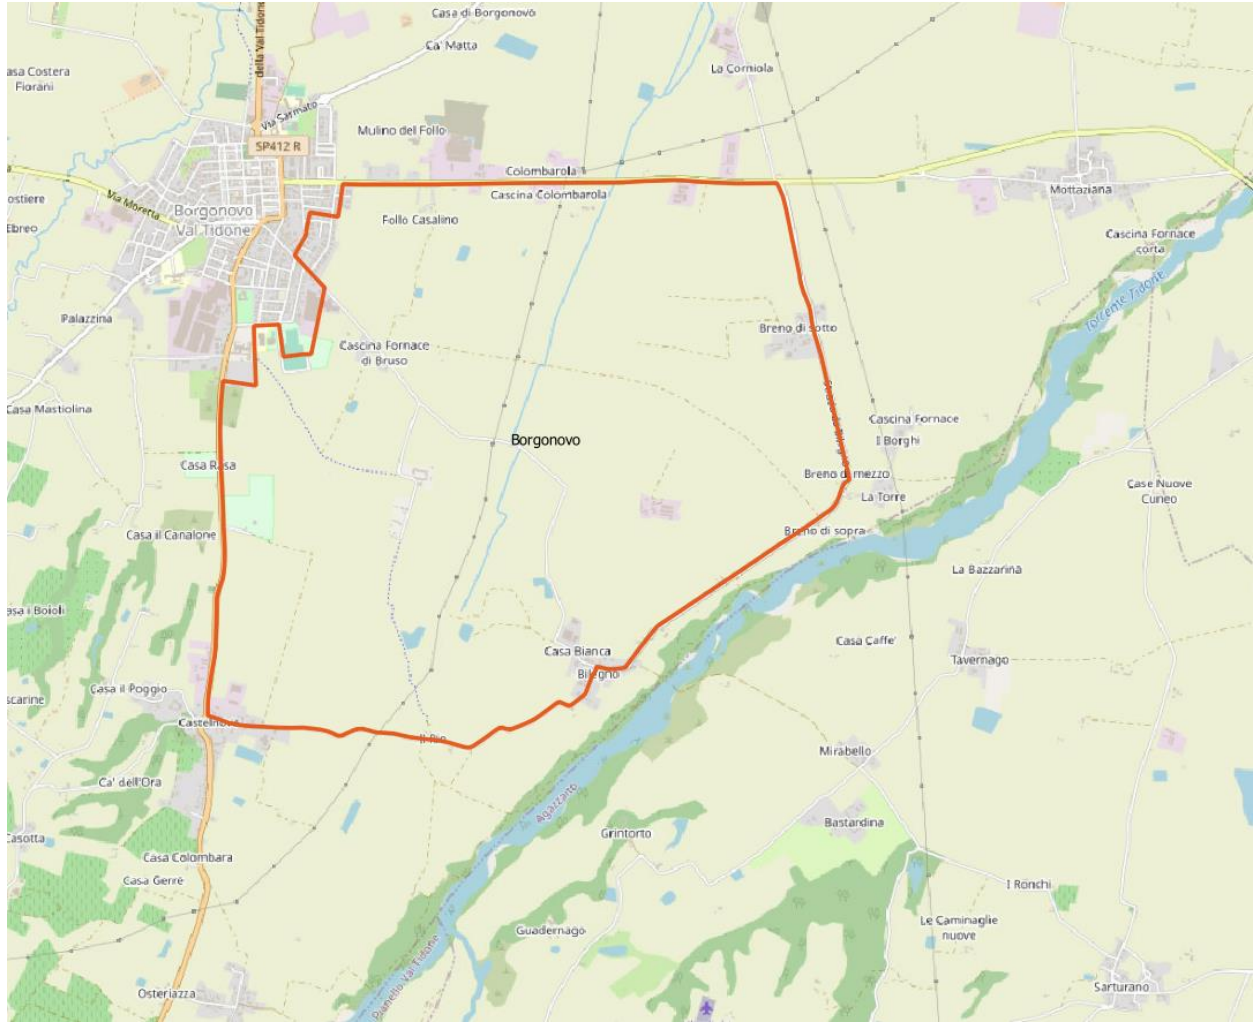 Casa di Borgonovo
Ca' Matta
della Val Tidone
asa Costera
Fiorani
La Corniola
Via Sarmato
Mulino del Follo
SP412 R
Colombarola
Cascina Colombarola
Mottaziana
ostiere
Via Moretta
Borgonovo
Val Tidone
Follo Casalino
Ebreo
Cascina Fornace
corta
Torrente Tidone
Palazzina
Breno di sotto
Cascina Fornace
di Bruso
Casa Mastiolina
Cascina Fornace
I Borghi
Borgonovo
Casa Rasa
Breno di mezzo
La Torre
Case Nuove
Cuneo
Casa il Canalone
Breno di sopra
La Bazzarina
asa i Boioli
Casa Bianca
Casa Caffe'
Bilegno
Tavernago
Casa il Poggio
scarine
Castelnovo
Il Rio
Mirabello
Ca' dell'Ora
Agazzano
Bastardina
Casotta
Grintorto
Casa Colombara
Casa Gerre
I Ronchi
Guadernago
Le Caminaglie
nuove
Pianello Val Tidone
Osteriazza
Sarturano